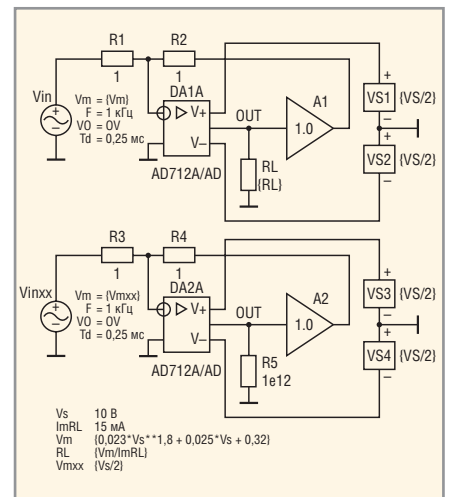 R1
R2
1
1
DA1A
Vin
Vm = {Vm}
F = 1 кГц
VO = 0V
Td = 0,25 мс
V+
V–
OUT
A1
1.0
RL
{RL}
AD712A/AD
+
VS1
{VS/2}
VS2
{VS/2}
–
R3
R4
1
1
DA2A
Vinxx
Vm = {Vmxx}
F = 1 кГц
VO = 0V
Td = 0,25 мс
V+
V–
OUT
A2
1.0
R5
1e12
AD712A/AD
+
VS3
{VS/2}
VS4
{VS/2}
–
Vs 10 В
ImRL 15 мА
Vm {0,023*Vs**1,8 + 0,025*Vs + 0,32}
RL {Vm/ImRL}
Vmxx {Vs/2}